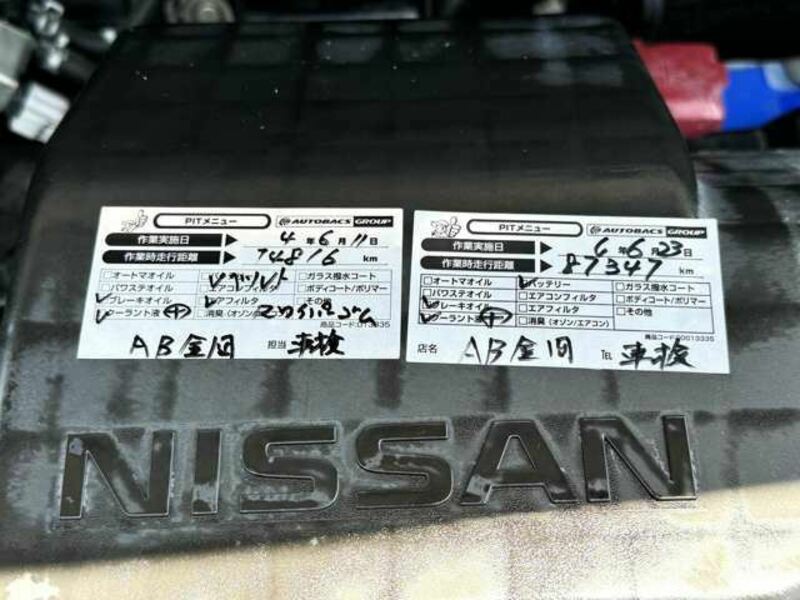 PITメニュー AUTOBACS GROUP
作業実施日 4年6月11日
作業時走行距離 74816 km
オートマオイル ガラス撥水コート
パワステオイル エアコンフィルタ ボディコート/ポリマー
ブレーキオイル エアフィルタ その他
クーラント液 消臭(オゾン
商品コード:013335
AB金 担当 車検
PITメニュー AUTOBACS GROUP
作業実施日 6年6月23日
作業時走行距離 87347 km
オートマオイル バッテリー ガラス撥水コート
パワステオイル エアコンフィルタ ボディコート/ポリマー
ブレーキオイル エアフィルタ その他
クーラント液 消臭(オゾン/エアコン)
商品コード:00013335
店名 AB金 TEL 車検
NISSAN